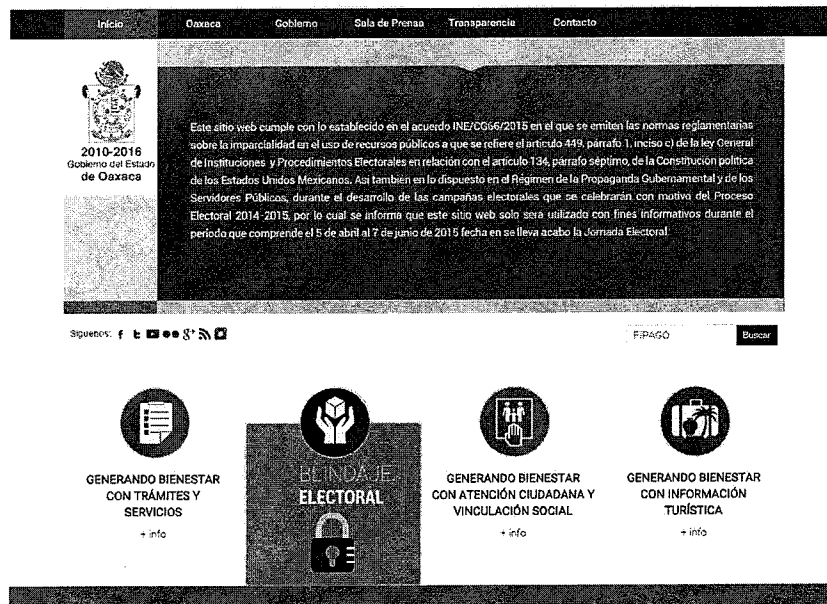 Inicio Oaxaca Gobierno Sala de Prensa Transparencia Contacto
2010-2016
Gobierno del Estado
de Oaxaca
Este sitio web cumple con lo establecido en el acuerdo INE/CG66/2015 en el que se emiten las normas reglamentarias
sobre la imparcialidad en el uso de recursos públicos a que se refiere el artículo 449, párrafo 1, inciso c) de la ley General
de Instituciones y Procedimientos Electorales en relación con el artículo 134, párrafo séptimo, de la Constitución política
de los Estados Unidos Mexicanos. Así también en lo dispuesto en el Régimen de la Propaganda Gubernamental y de los
Servidores Públicos, durante el desarrollo de las campañas electorales que se celebrarán con motivo del Proceso
Electoral 2014-2015, por lo cual se informa que este sitio web solo será utilizado con fines informativos durante el
periodo que comprende el 5 de abril al 7 de junio de 2015 fecha en se lleva acabo la Jornada Electoral.
Síguenos:
FIPAGO Buscar
GENERANDO BIENESTAR
CON TRÁMITES Y
SERVICIOS
+ info
BLINDAJE
ELECTORAL
GENERANDO BIENESTAR
CON ATENCIÓN CIUDADANA Y
VINCULACIÓN SOCIAL
+ info
GENERANDO BIENESTAR
CON INFORMACIÓN
TURÍSTICA
+ info